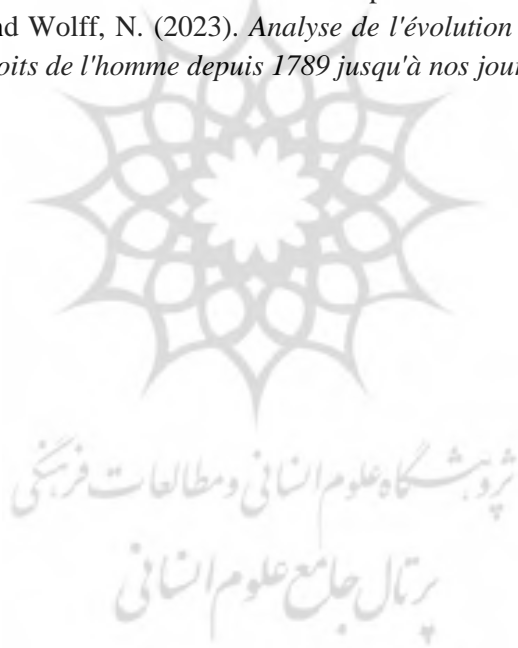 nd Wolff, N. (2023). Analyse de l'évolution
oits de l'homme depuis 1789 jusqu'à nos jour
پژوهشگاه علوم انسانی و مطالعات فرهنگی
پرتال جامع علوم انسانی